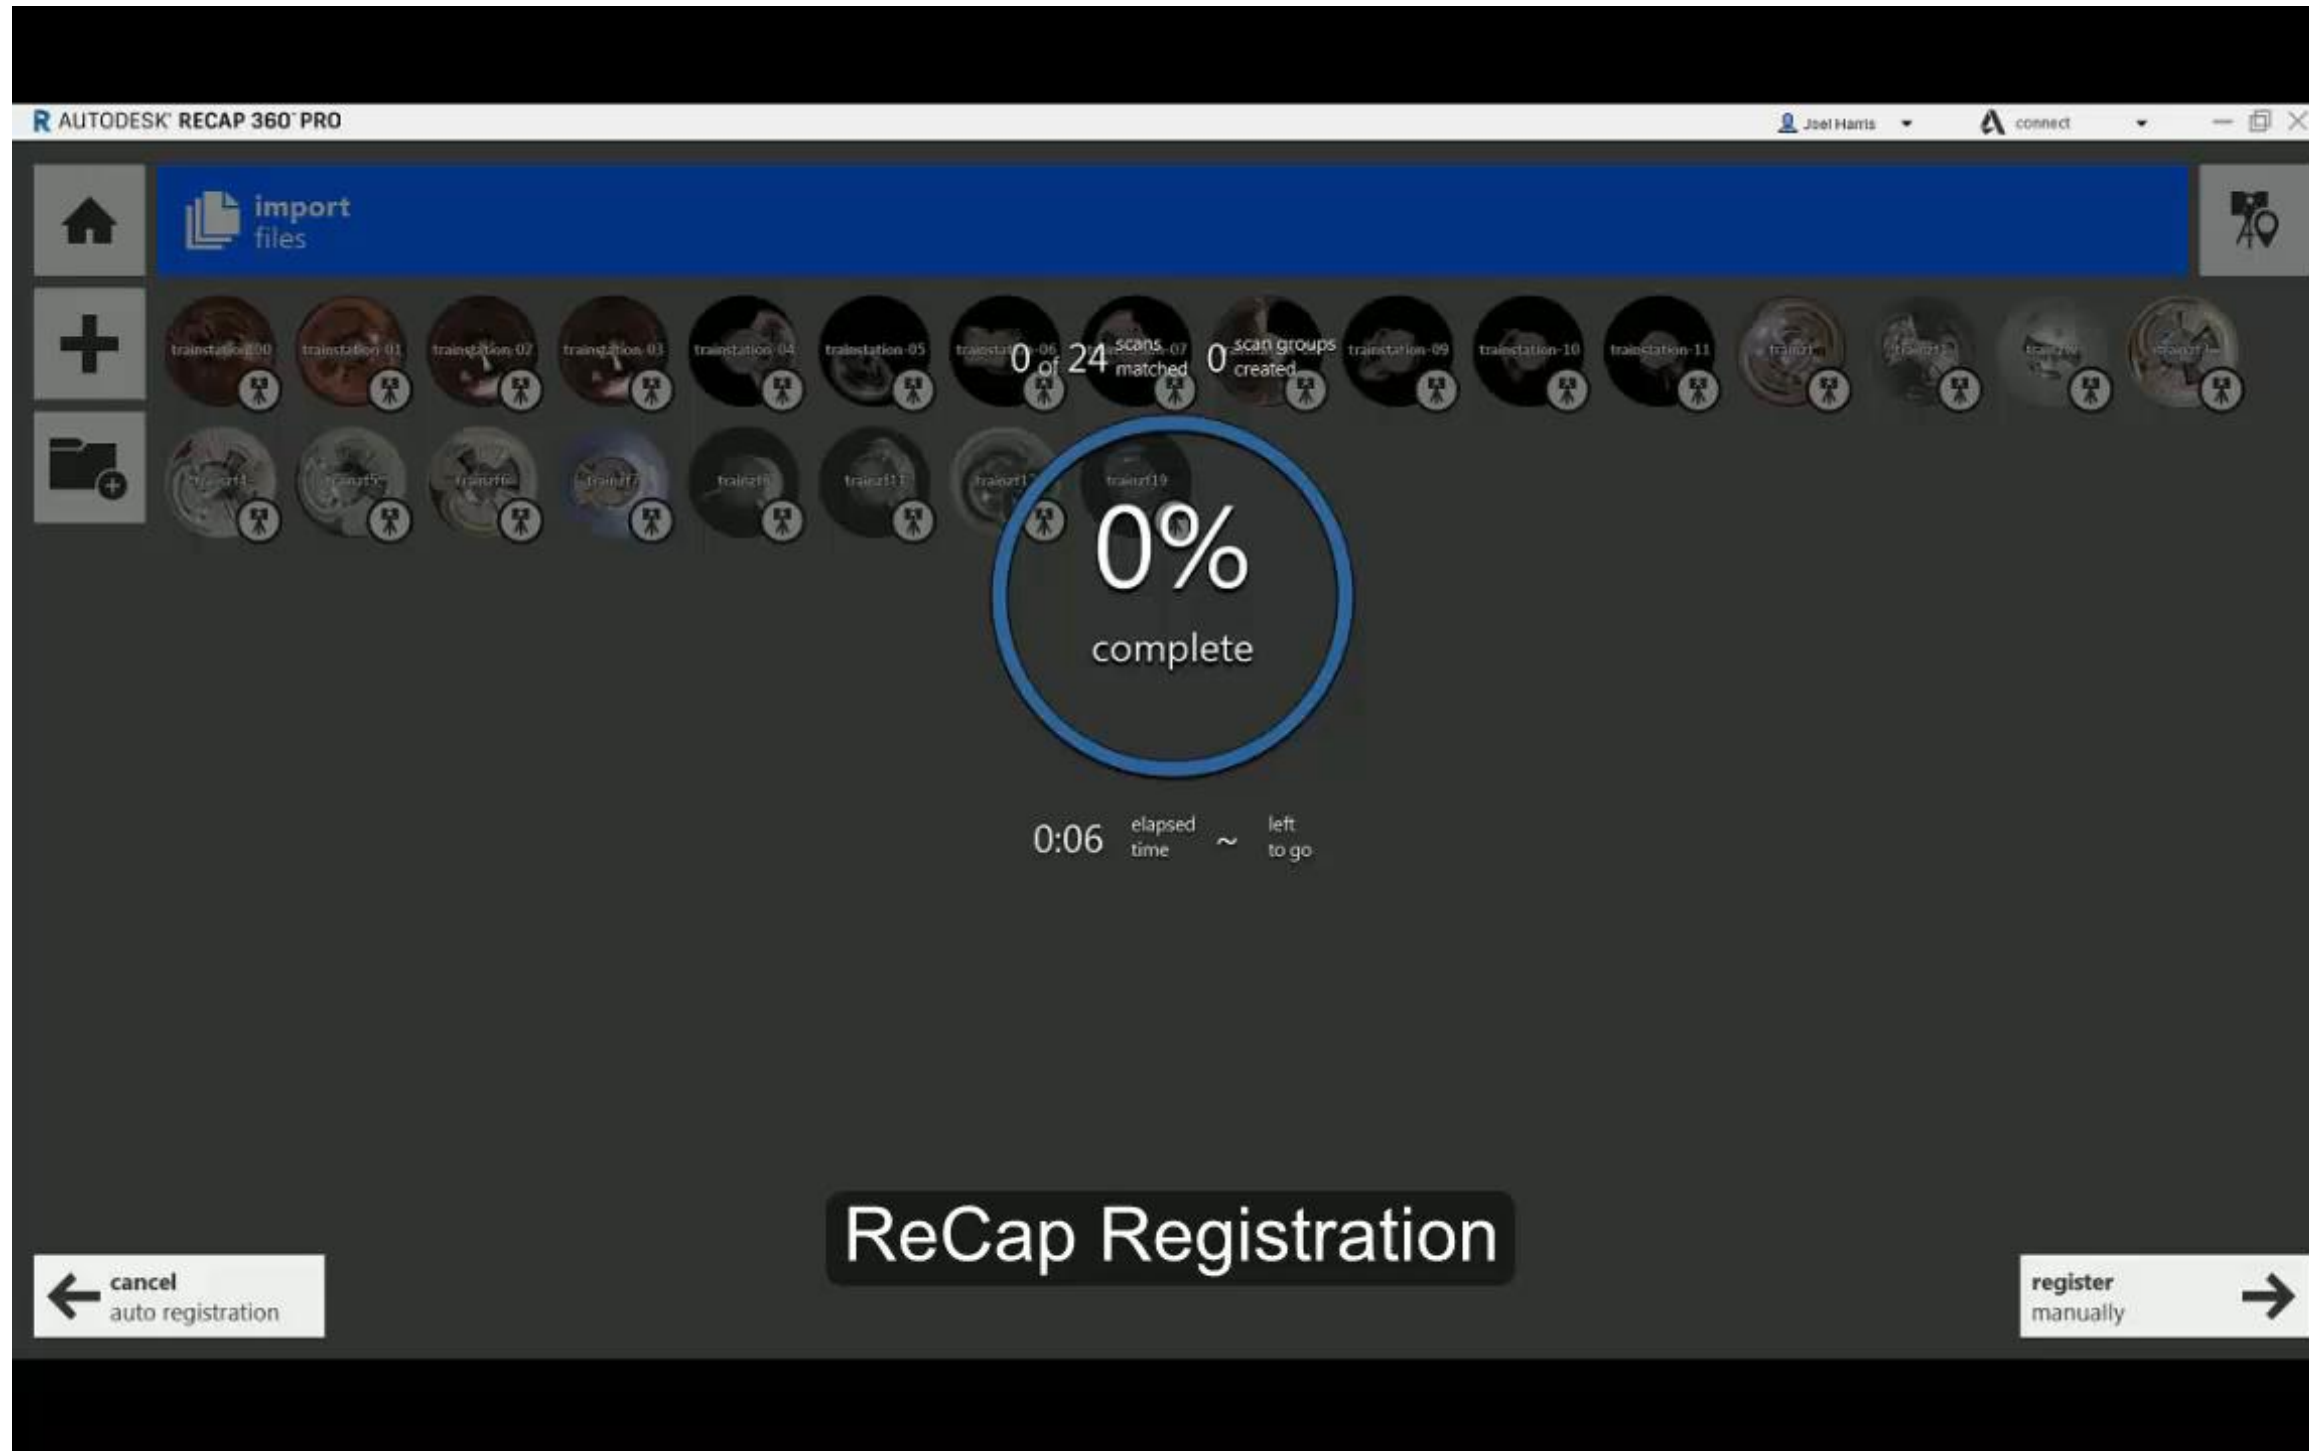 R AUTODESK® RECAP 360™ PRO
Joel Harris
connect
import
files
trainstation-00 trainstation-01 trainstation-02 trainstation-03 trainstation-04 trainstation-05 trainstation-09 trainstation-10 trainstation-11
0 of 24 scans matched 0 scan groups created
trainzf19
0%
complete
0:06 elapsed time ~ left to go
ReCap Registration
cancel
auto registration
register
manually